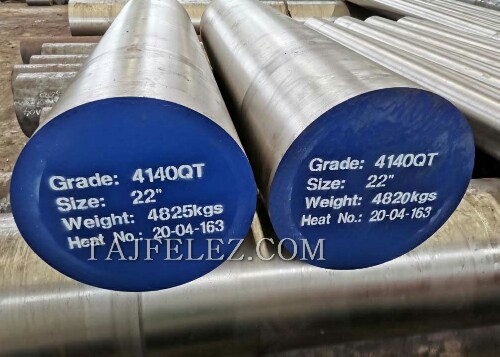 Grade: 4140QT
Size: 22"
Weight: 4825kgs
Heat No.: 20-04-163
Grade: 4140QT
Size: 22"
Weight: 4820kgs
Heat No.: 20-04-163
TAJFELEZ.COM